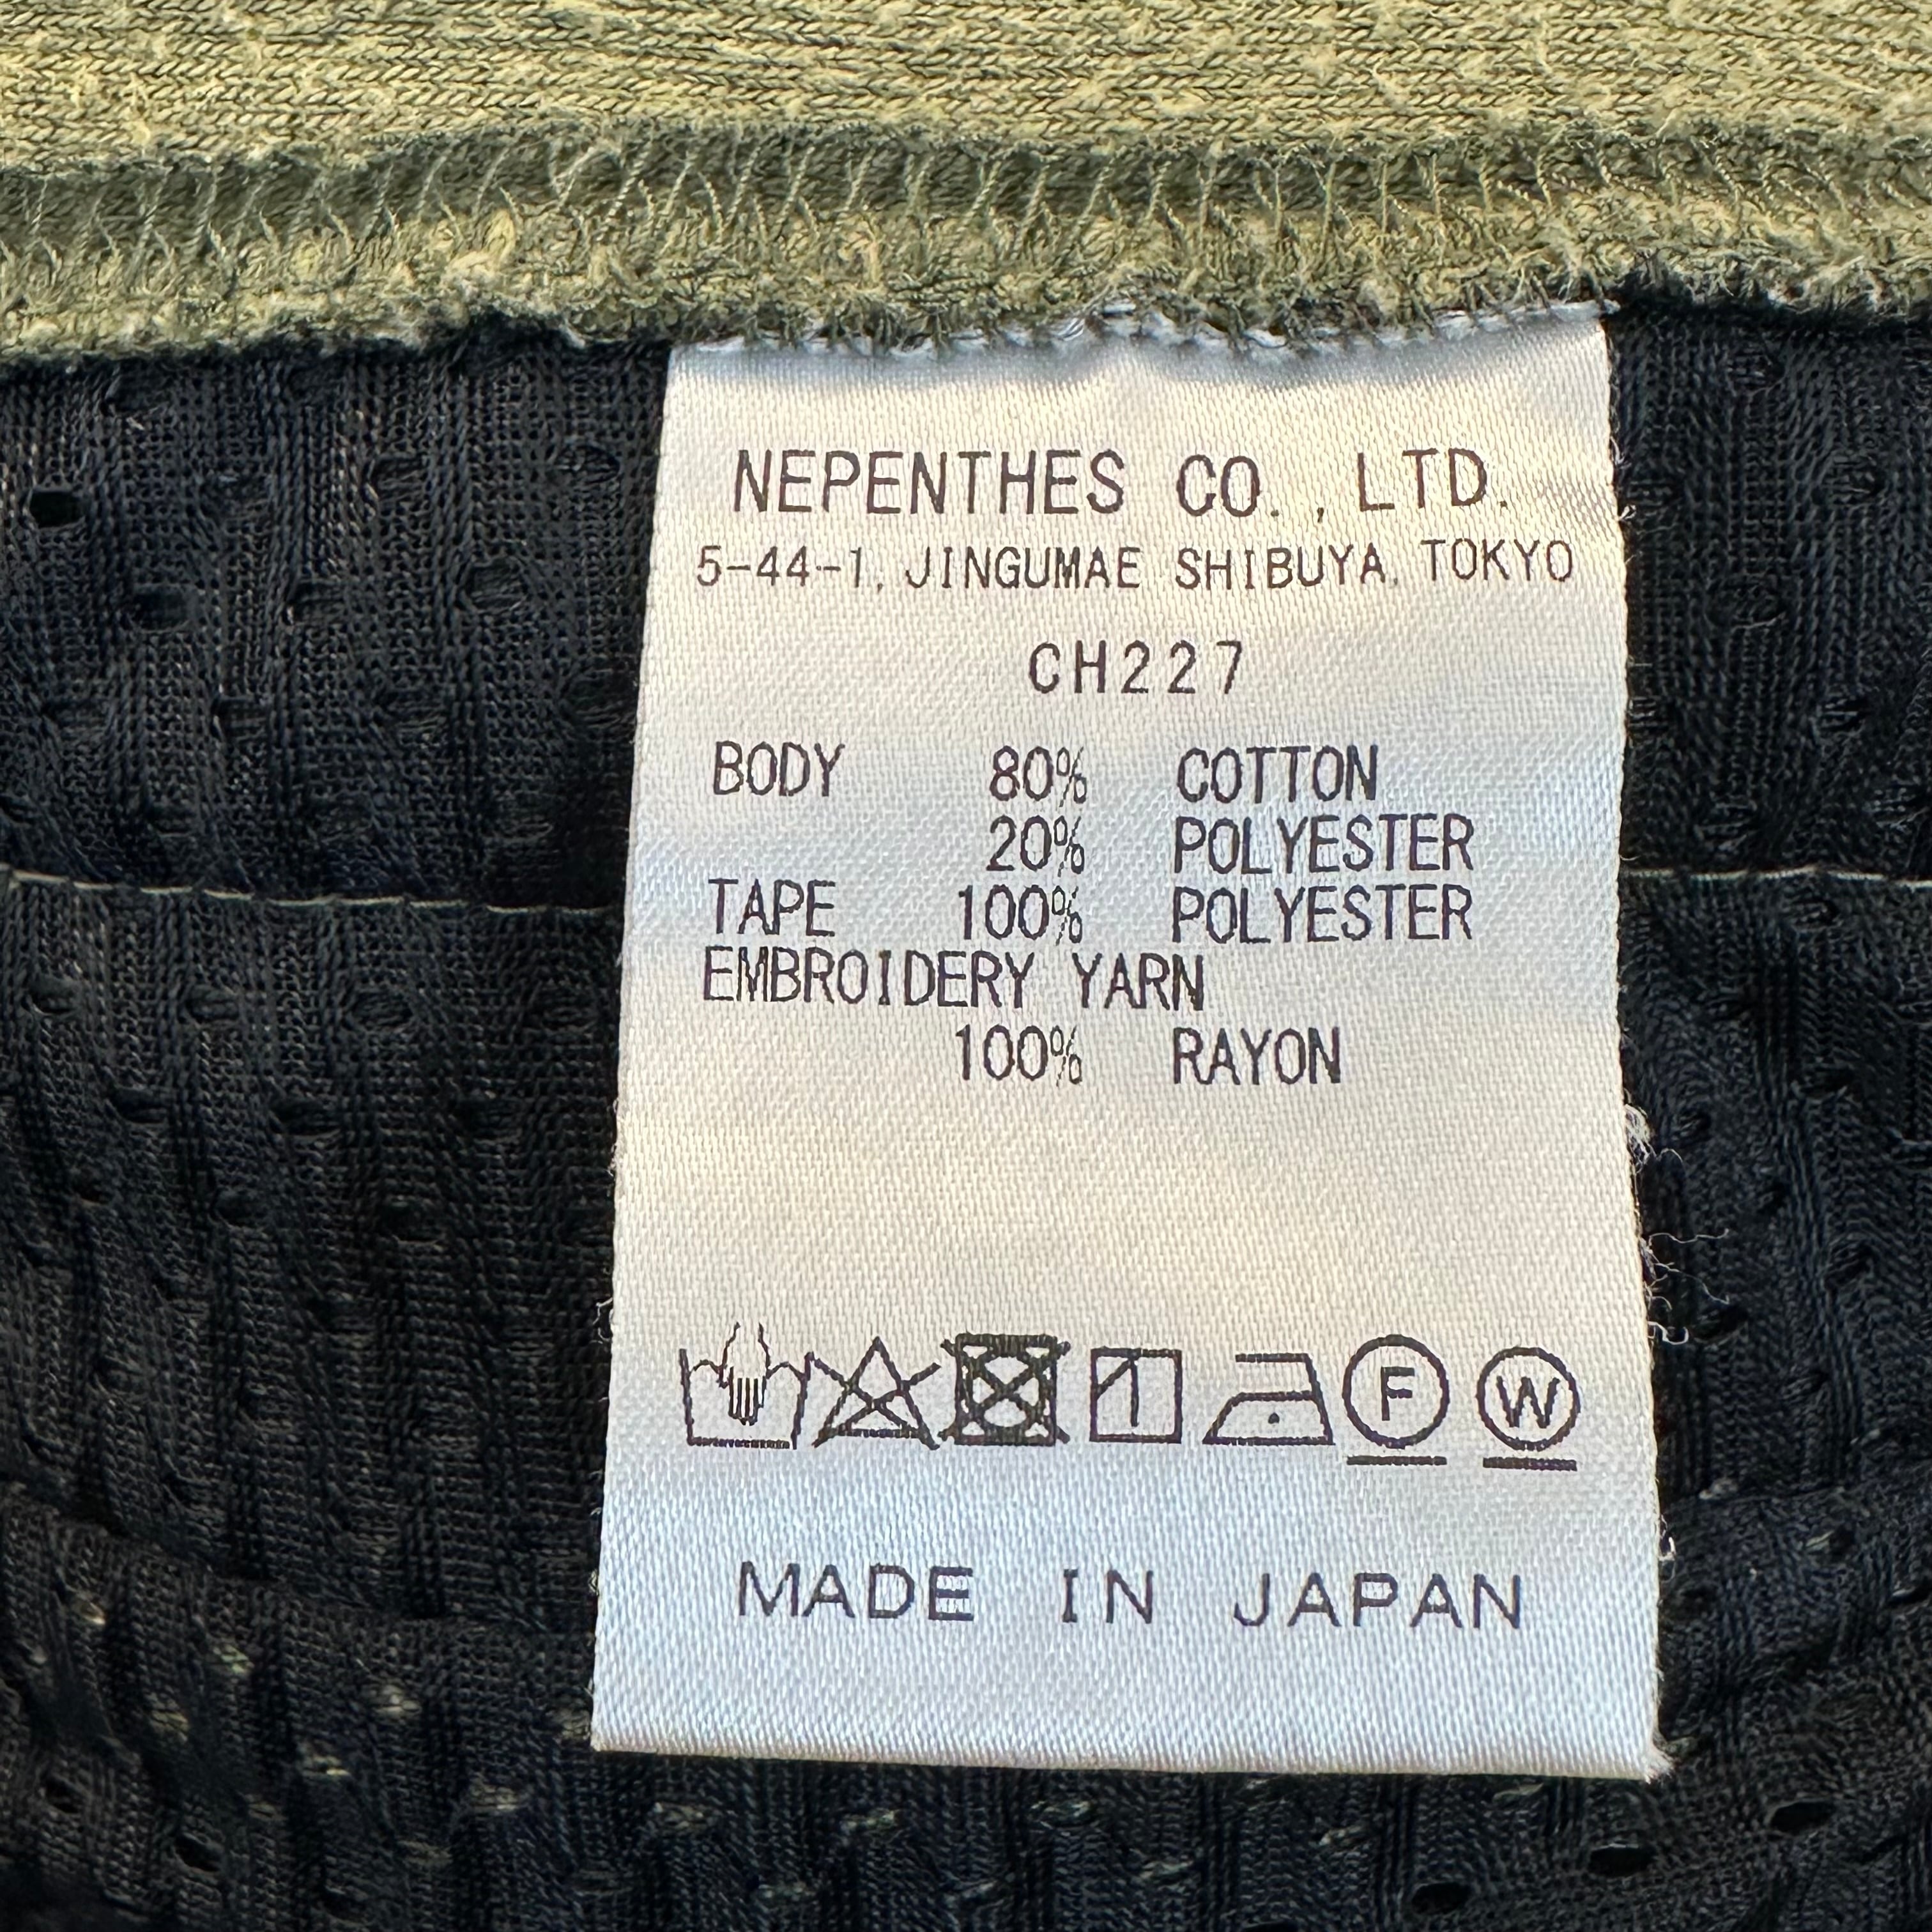 NEPENTHES CO., LTD.
5-44-1, JINGUMAE SHIBUYA, TOKYO
CH227
BODY 80% COTTON
20% POLYESTER
TAPE 100% POLYESTER
EMBROIDERY YARN
100% RAYON
F W
MADE IN JAPAN